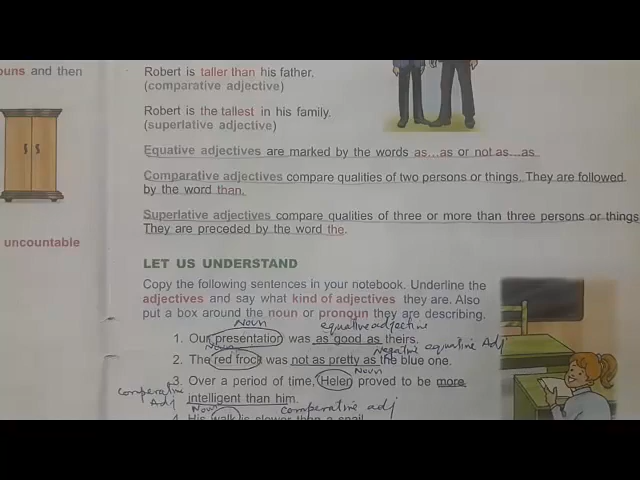 ouns and then
uncountable
Robert is taller than his father.
(comparative adjective)
Robert is the tallest in his family.
(superlative adjective)
Equative adjectives are marked by the words as...as or not as...as
Comparative adjectives compare qualities of two persons or things. They are followed
by the word than.
Superlative adjectives compare qualities of three or more than three persons or things
They are preceded by the word the.
LET US UNDERSTAND
Copy the following sentences in your notebook. Underline the
adjectives and say what kind of adjectives they are. Also
put a box around the noun or pronoun they are describing.
Noun equative adjective
1. Our presentation was as good as theirs.
Noun Negative equative Adj
2. The red frock was not as pretty as the blue one.
Noun
3. Over a period of time, Helen proved to be more
comparative Adj
intelligent than him.
Noun comparative adj
4. His walk is slower than a snail.